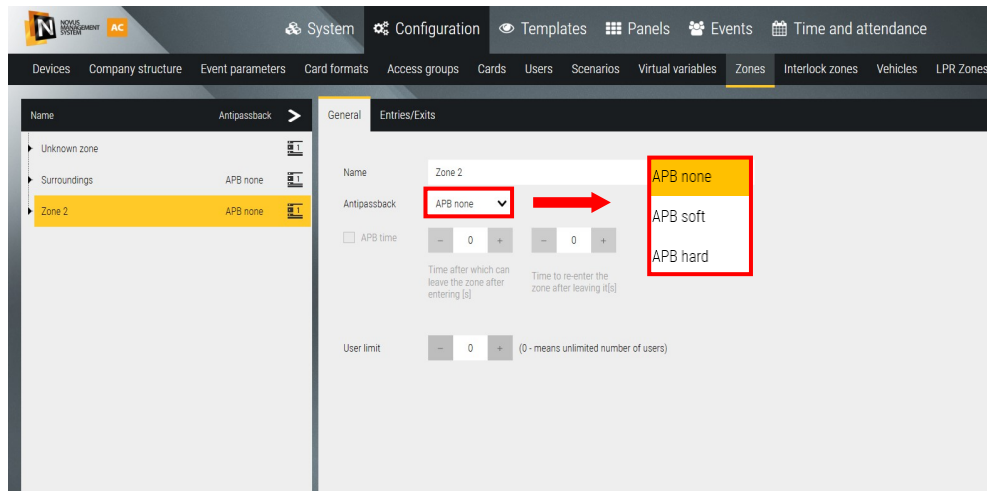 NOVUS
MANAGEMENT
SYSTEM
AC
System Configuration Templates Panels Events Time and attendance
Devices Company structure Event parameters Card formats Access groups Cards Users Scenarios Virtual variables Zones Interlock zones Vehicles LPR Zones
Name Antipassback
General Entries/Exits
Unknown zone 1
Surroundings APB none 1
Zone 2 APB none 1
Name Zone 2
Antipassback APB none
APB none
APB soft
APB hard
APB time - 0 + - 0 +
Time after which can
leave the zone after
entering [s]
Time to re-enter the
zone after leaving it[s]
User limit - 0 + (0 - means unlimited number of users)